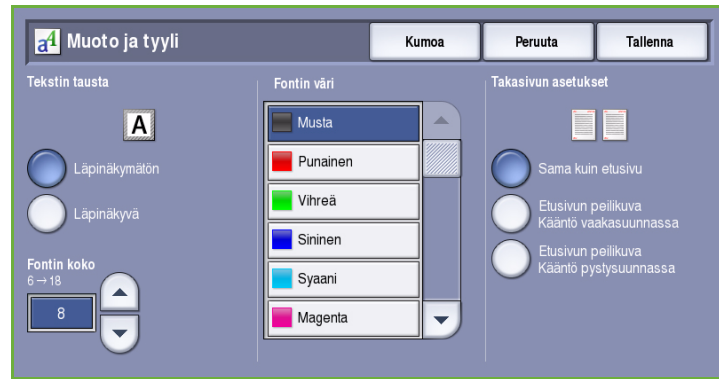 Muoto ja tyyli
Kumoa
Peruuta
Tallenna
Tekstin tausta
A
Läpinäkymätön
Läpinäkyvä
Fontin koko
6 → 18
8
Fontin väri
Musta
Punainen
Vihreä
Sininen
Syaani
Magenta
Takasivun asetukset
Sama kuin etusivu
Etusivun peilikuva
Kääntö vaakasuunnassa
Etusivun peilikuva
Kääntö pystysuunnassa